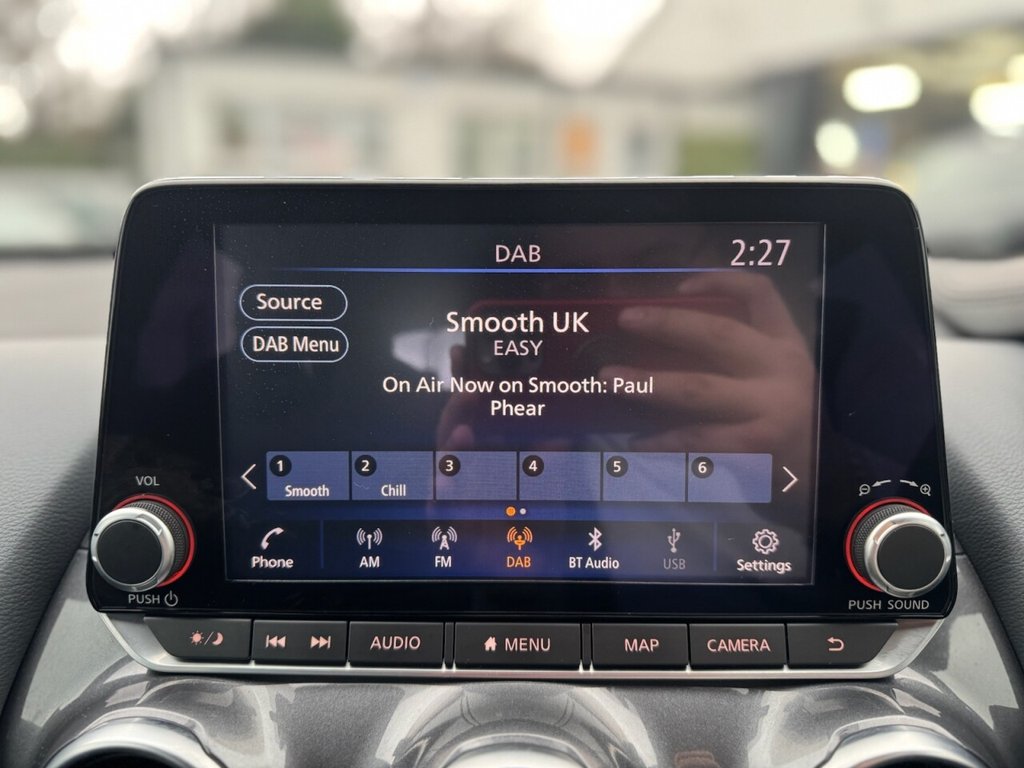 DAB
2:27
Source
DAB Menu
Smooth UK
EASY
On Air Now on Smooth: Paul
Phear
1 2 3 4 5 6
Smooth Chill
VOL
PUSH
Phone AM FM DAB BT Audio USB Settings
PUSH SOUND
AUDIO MENU MAP CAMERA